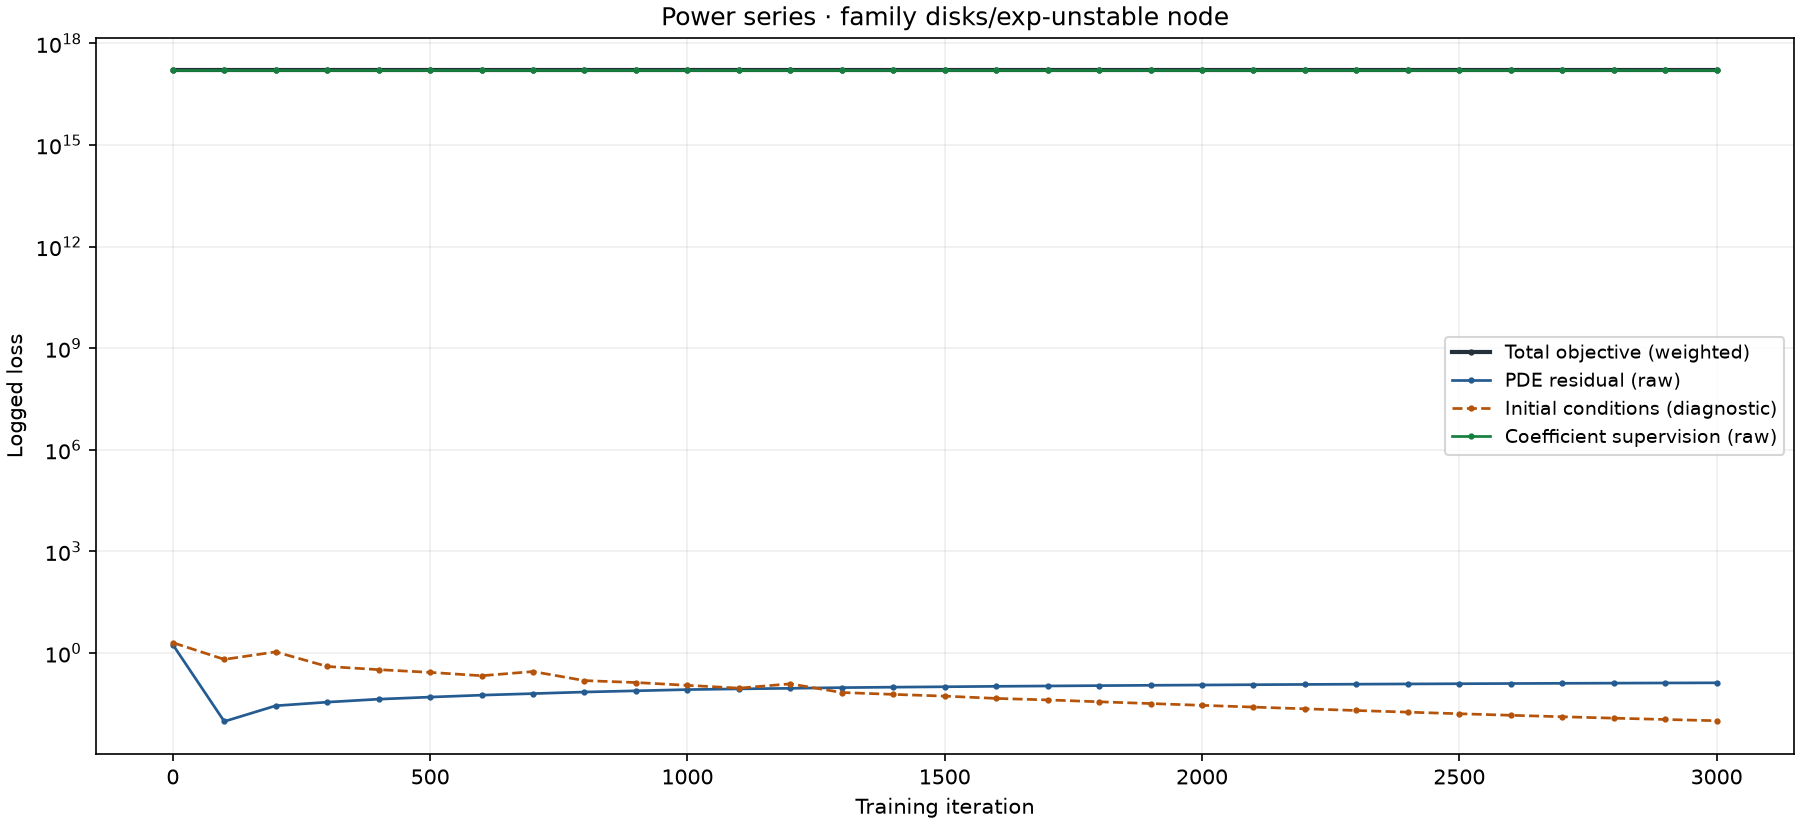 Power series · family disks/exp-unstable node
Logged loss
10^18
10^15
10^12
10^9
10^6
10^3
10^0
Total objective (weighted)
PDE residual (raw)
Initial conditions (diagnostic)
Coefficient supervision (raw)
0 500 1000 1500 2000 2500 3000
Training iteration